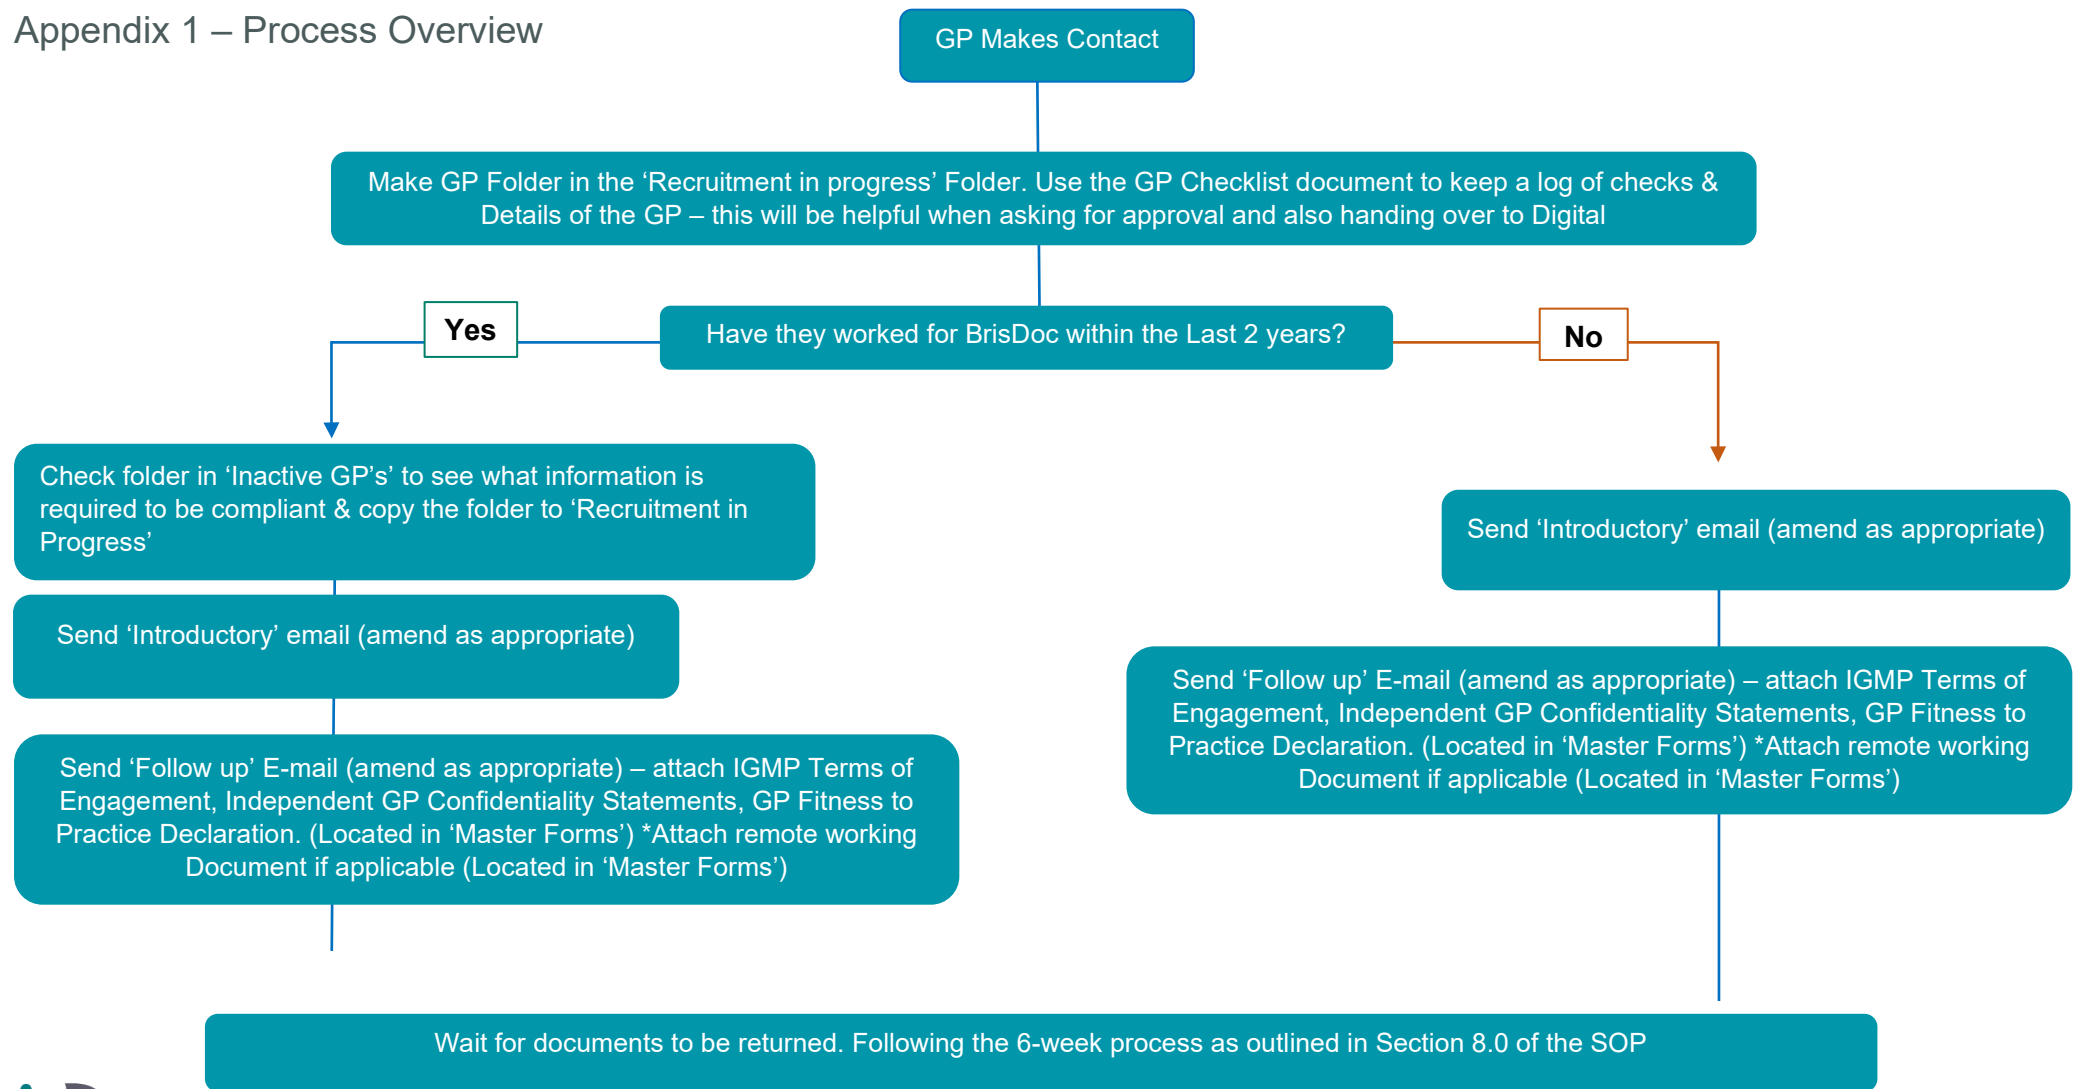 Appendix 1 – Process Overview
GP Makes Contact
Make GP Folder in the ‘Recruitment in progress’ Folder. Use the GP Checklist document to keep a log of checks &
Details of the GP – this will be helpful when asking for approval and also handing over to Digital
Have they worked for BrisDoc within the Last 2 years?
Yes
No
Check folder in ‘Inactive GP’s’ to see what information is
required to be compliant & copy the folder to ‘Recruitment in
Progress’
Send ‘Introductory’ email (amend as appropriate)
Send ‘Follow up’ E-mail (amend as appropriate) – attach IGMP Terms of
Engagement, Independent GP Confidentiality Statements, GP Fitness to
Practice Declaration. (Located in ‘Master Forms’) *Attach remote working
Document if applicable (Located in ‘Master Forms’)
Send ‘Introductory’ email (amend as appropriate)
Send ‘Follow up’ E-mail (amend as appropriate) – attach IGMP Terms of
Engagement, Independent GP Confidentiality Statements, GP Fitness to
Practice Declaration. (Located in ‘Master Forms’) *Attach remote working
Document if applicable (Located in ‘Master Forms’)
Wait for documents to be returned. Following the 6-week process as outlined in Section 8.0 of the SOP